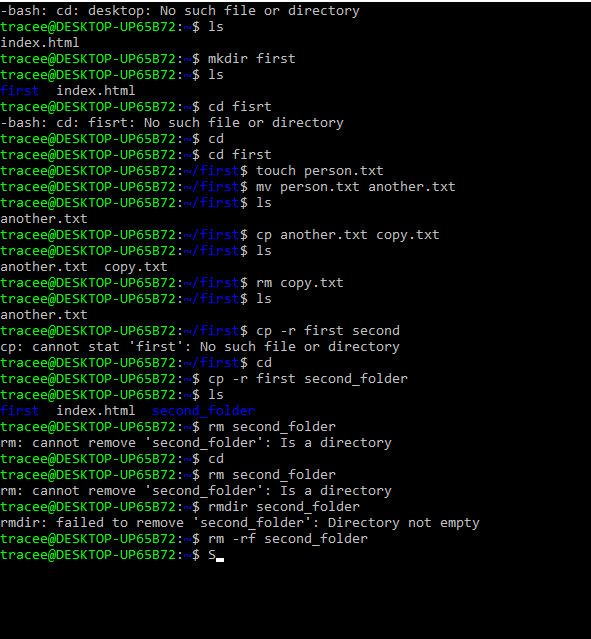 -bash: cd: desktop: No such file or directory
tracee@DESKTOP-UP65B72:~$ ls
index.html
tracee@DESKTOP-UP65B72:~$ mkdir first
tracee@DESKTOP-UP65B72:~$ ls
first  index.html
tracee@DESKTOP-UP65B72:~$ cd fisrt
-bash: cd: fisrt: No such file or directory
tracee@DESKTOP-UP65B72:~$ cd
tracee@DESKTOP-UP65B72:~$ cd first
tracee@DESKTOP-UP65B72:~/first$ touch person.txt
tracee@DESKTOP-UP65B72:~/first$ mv person.txt another.txt
tracee@DESKTOP-UP65B72:~/first$ ls
another.txt
tracee@DESKTOP-UP65B72:~/first$ cp another.txt copy.txt
tracee@DESKTOP-UP65B72:~/first$ ls
another.txt  copy.txt
tracee@DESKTOP-UP65B72:~/first$ rm copy.txt
tracee@DESKTOP-UP65B72:~/first$ ls
another.txt
tracee@DESKTOP-UP65B72:~/first$ cp -r first second
cp: cannot stat 'first': No such file or directory
tracee@DESKTOP-UP65B72:~/first$ cd
tracee@DESKTOP-UP65B72:~$ cp -r first second_folder
tracee@DESKTOP-UP65B72:~$ ls
first  index.html  second_folder
tracee@DESKTOP-UP65B72:~$ rm second_folder
rm: cannot remove 'second_folder': Is a directory
tracee@DESKTOP-UP65B72:~$ cd
tracee@DESKTOP-UP65B72:~$ rm second_folder
rm: cannot remove 'second_folder': Is a directory
tracee@DESKTOP-UP65B72:~$ rmdir second_folder
rmdir: failed to remove 'second_folder': Directory not empty
tracee@DESKTOP-UP65B72:~$ rm -rf second_folder
tracee@DESKTOP-UP65B72:~$ S